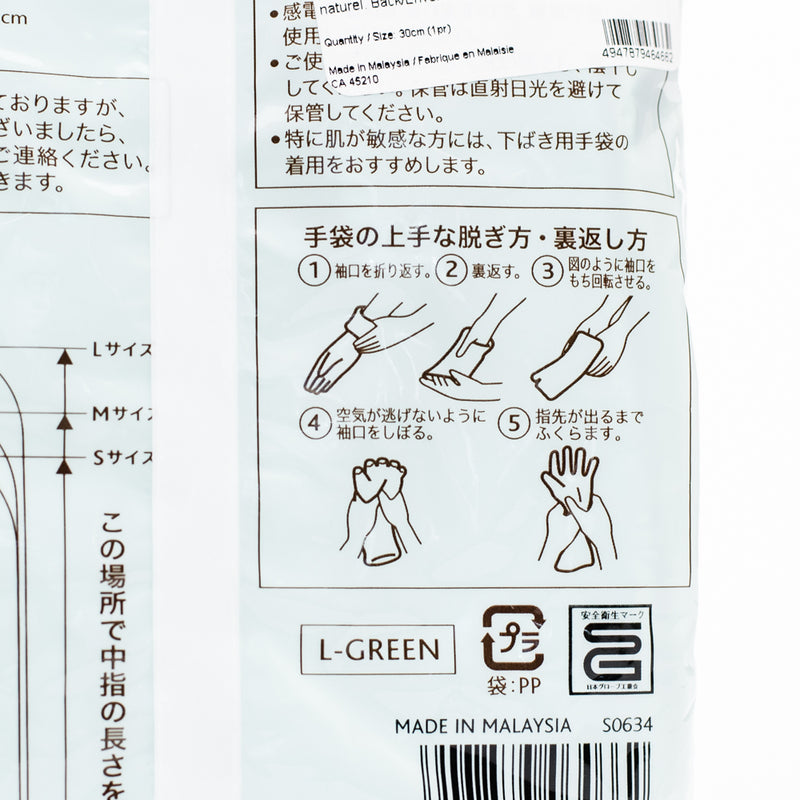 cm
ておりますが、
ざいましたら、
ご連絡ください。
きます。
Quantity / Size: 30cm (1pr)
Made in Malaysia / Fabrique en Malaisie
CA 45210
• 感電
使用
• ご使
してく　。保管は直射日光を避けて
保管してください。
• 特に肌が敏感な方には、下ばき用手袋の
着用をおすすめします。
手袋の上手な脱ぎ方・裏返し方
① 袖口を折り返す。
② 裏返す。
③ 図のように袖口を
もち回転させる。
④ 空気が逃げないように
袖口をしぼる。
⑤ 指先が出るまで
ふくらます。
Lサイズ
Mサイズ
Sサイズ
この場所で中指の長さを
L-GREEN
プラ
袋:PP
安全衛生マーク
SG
日本グローブ工業会
MADE IN MALAYSIA S0634